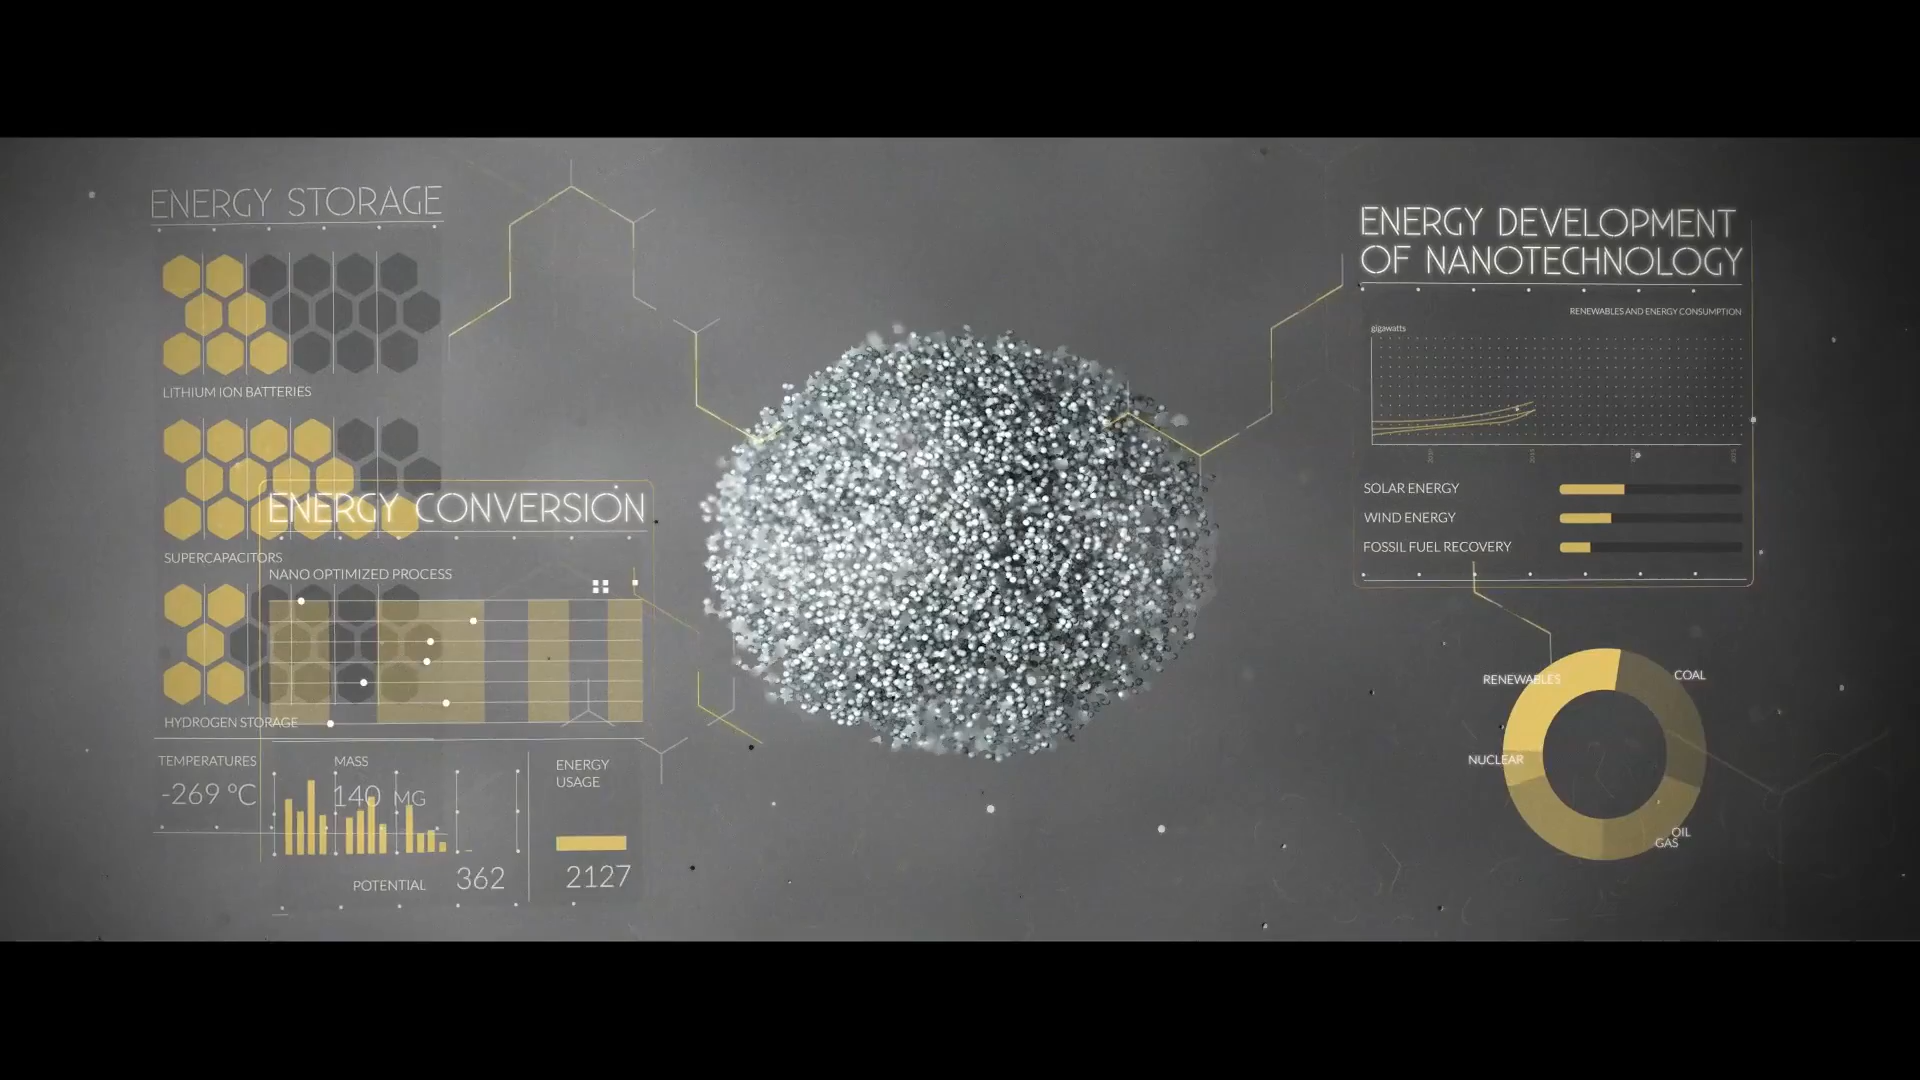 ENERGY STORAGE
LITHIUM ION BATTERIES
SUPERCAPACITORS
HYDROGEN STORAGE
TEMPERATURES
-269 ºC
MASS
140 MG
ENERGY CONVERSION
NANO OPTIMIZED PROCESS
POTENTIAL
362
ENERGY
USAGE
2127
ENERGY DEVELOPMENT
OF NANOTECHNOLOGY
RENEWABLES AND ENERGY CONSUMPTION
gigawatts
SOLAR ENERGY
WIND ENERGY
FOSSIL FUEL RECOVERY
RENEWABLES
COAL
NUCLEAR
OIL
GAS